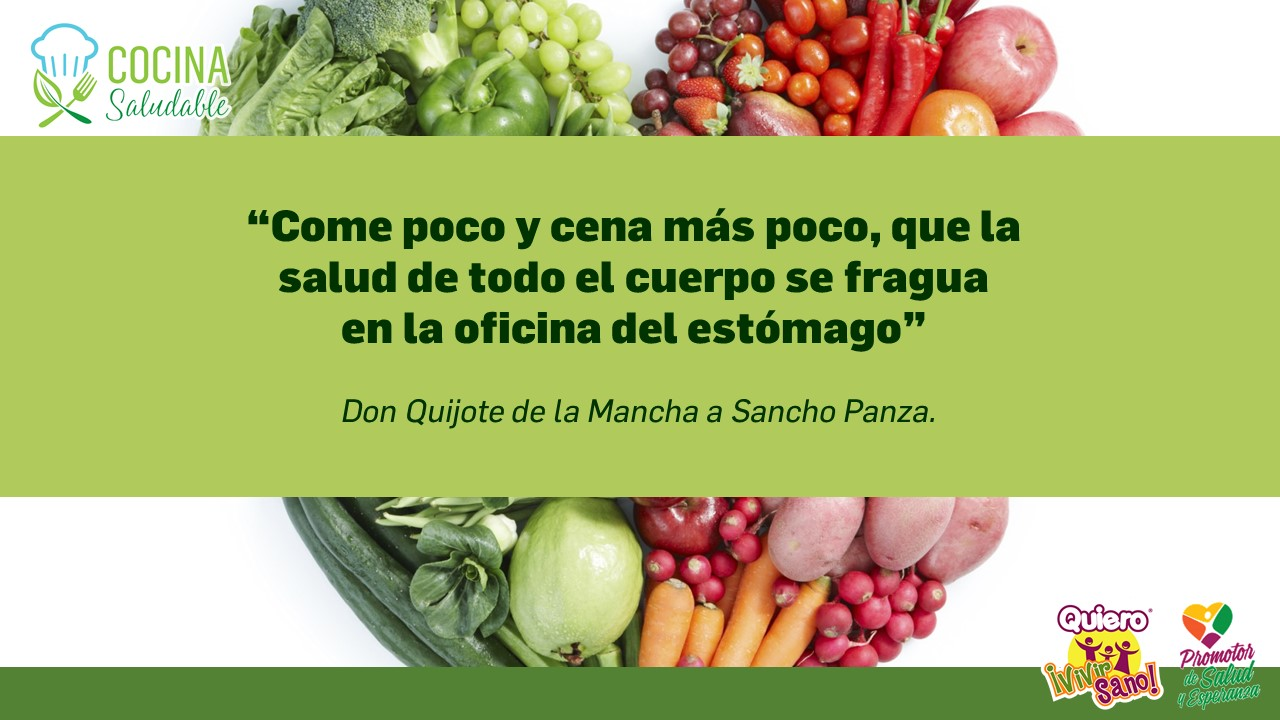 COCINA
Saludable
“Come poco y cena más poco, que la
salud de todo el cuerpo se fragua
en la oficina del estómago”
Don Quijote de la Mancha a Sancho Panza.
Quiero®
¡Vivir
Sano!
Promotor
de Salud
y Esperanza